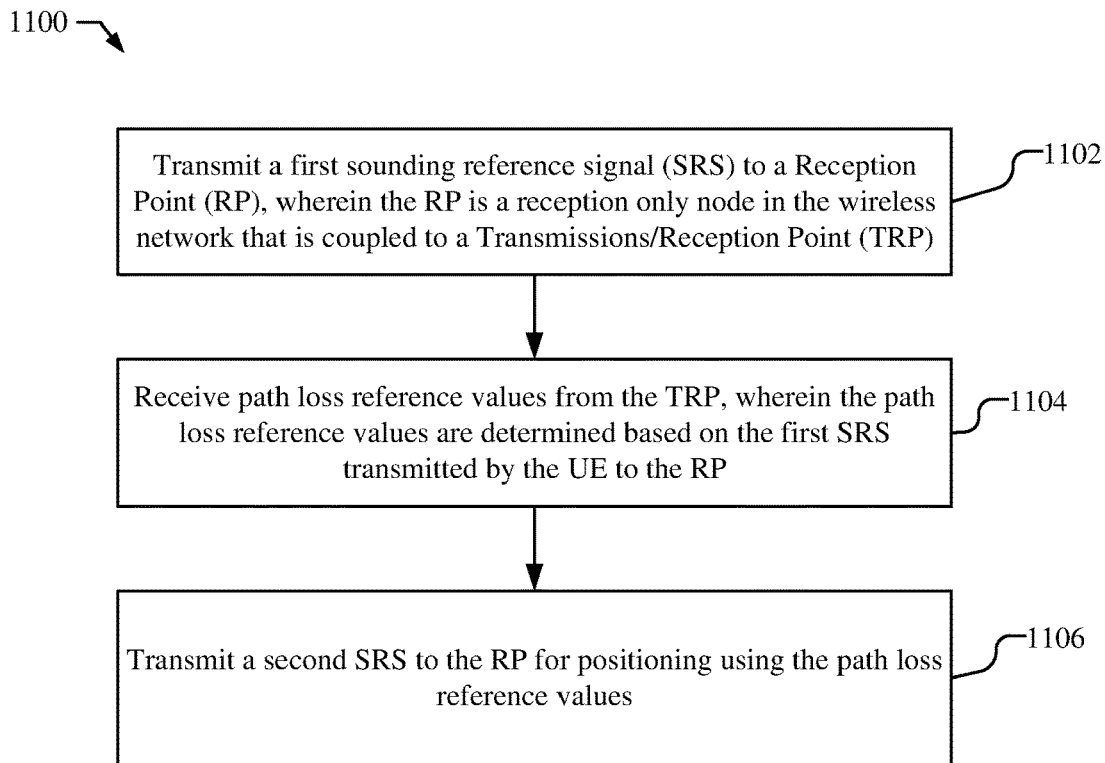 1100
Transmit a first sounding reference signal (SRS) to a Reception
Point (RP), wherein the RP is a reception only node in the wireless
network that is coupled to a Transmissions/Reception Point (TRP)
1102
Receive path loss reference values from the TRP, wherein the path
loss reference values are determined based on the first SRS
transmitted by the UE to the RP
1104
Transmit a second SRS to the RP for positioning using the path loss
reference values
1106